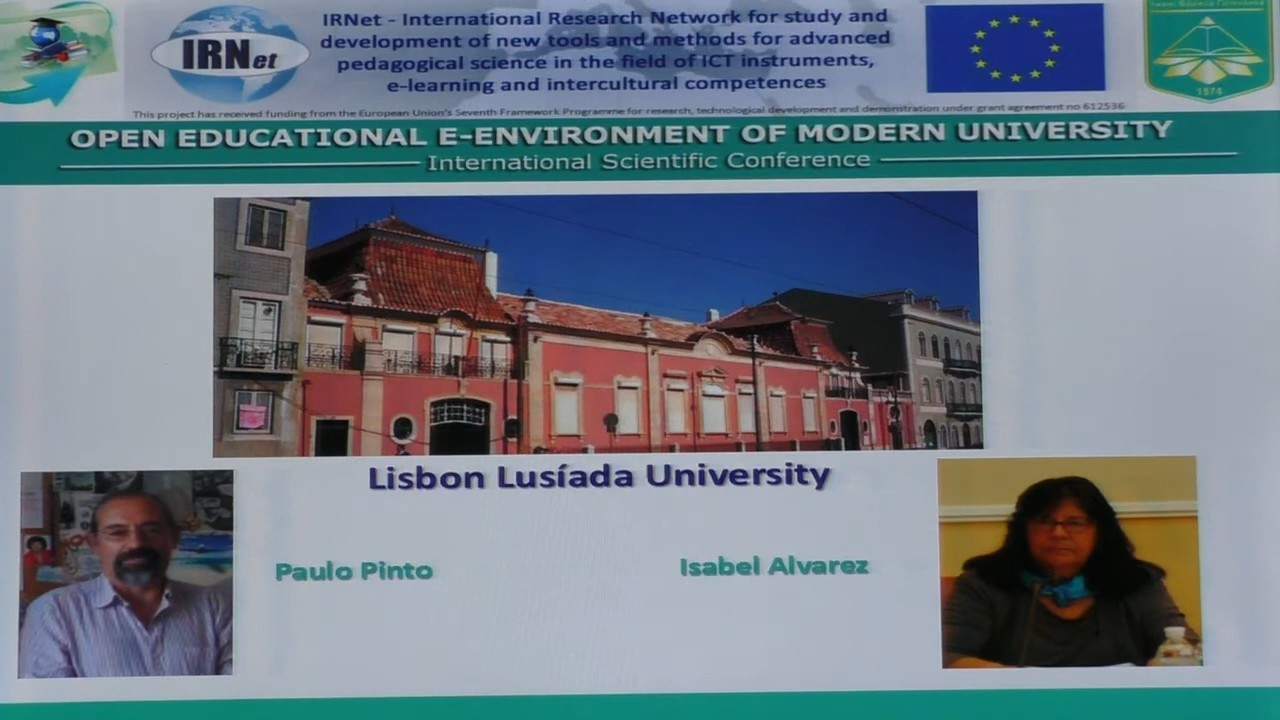 IRNet - International Research Network for study and
development of new tools and methods for advanced
pedagogical science in the field of ICT instruments,
e-learning and intercultural competences
IRNet
This project has received funding from the European Union's Seventh Framework Programme for research, technological development and demonstration under grant agreement no 612536
1974
OPEN EDUCATIONAL E-ENVIRONMENT OF MODERN UNIVERSITY
International Scientific Conference
Lisbon Lusíada University
Paulo Pinto
Isabel Alvarez